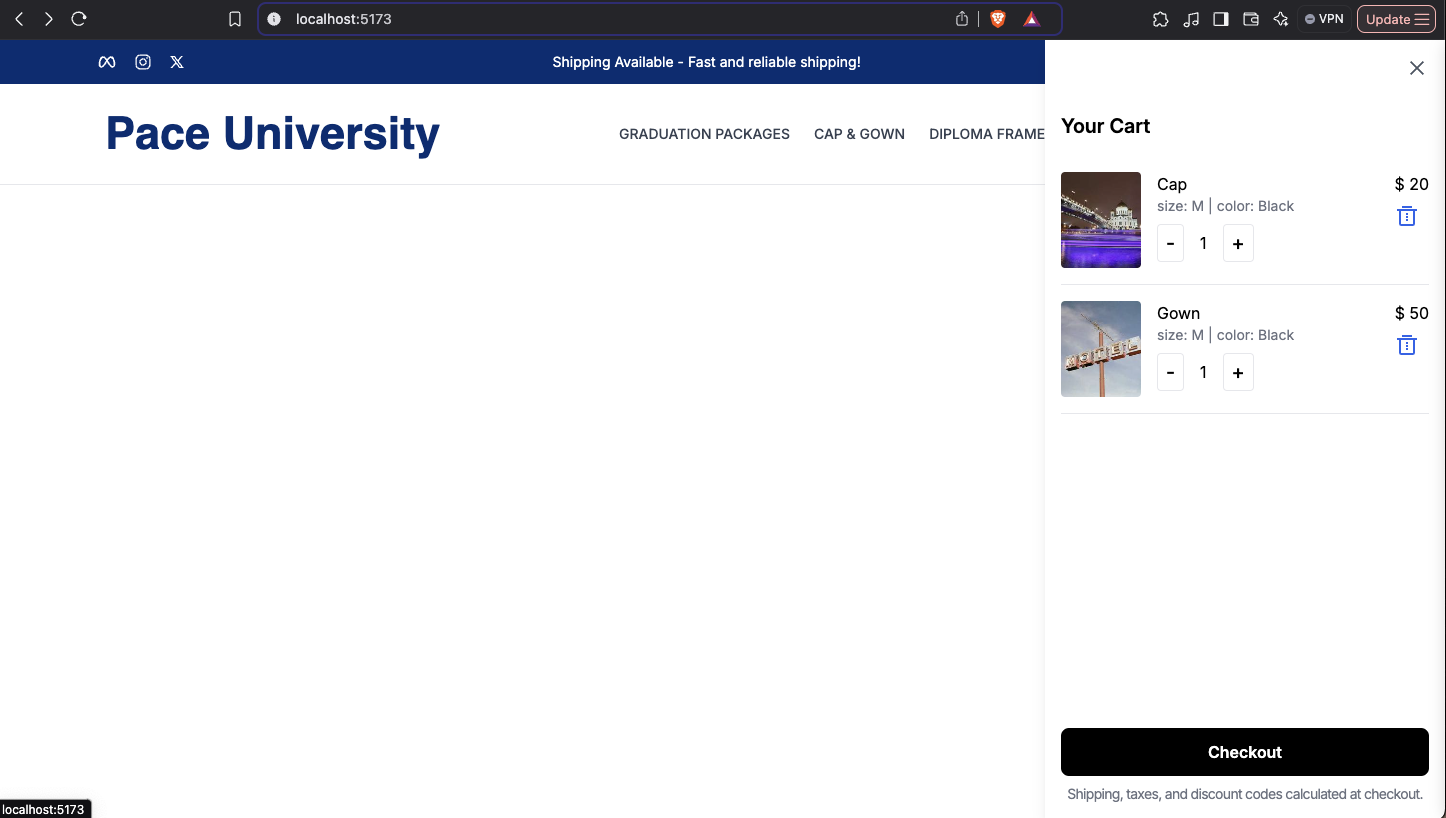 localhost:5173
VPN
Update
Shipping Available - Fast and reliable shipping!
Pace University
GRADUATION PACKAGES
CAP & GOWN
DIPLOMA FRAME
Your Cart
Cap
$ 20
size: M | color: Black
-
1
+
MOTEL
Gown
$ 50
size: M | color: Black
-
1
+
Checkout
Shipping, taxes, and discount codes calculated at checkout.
localhost:5173